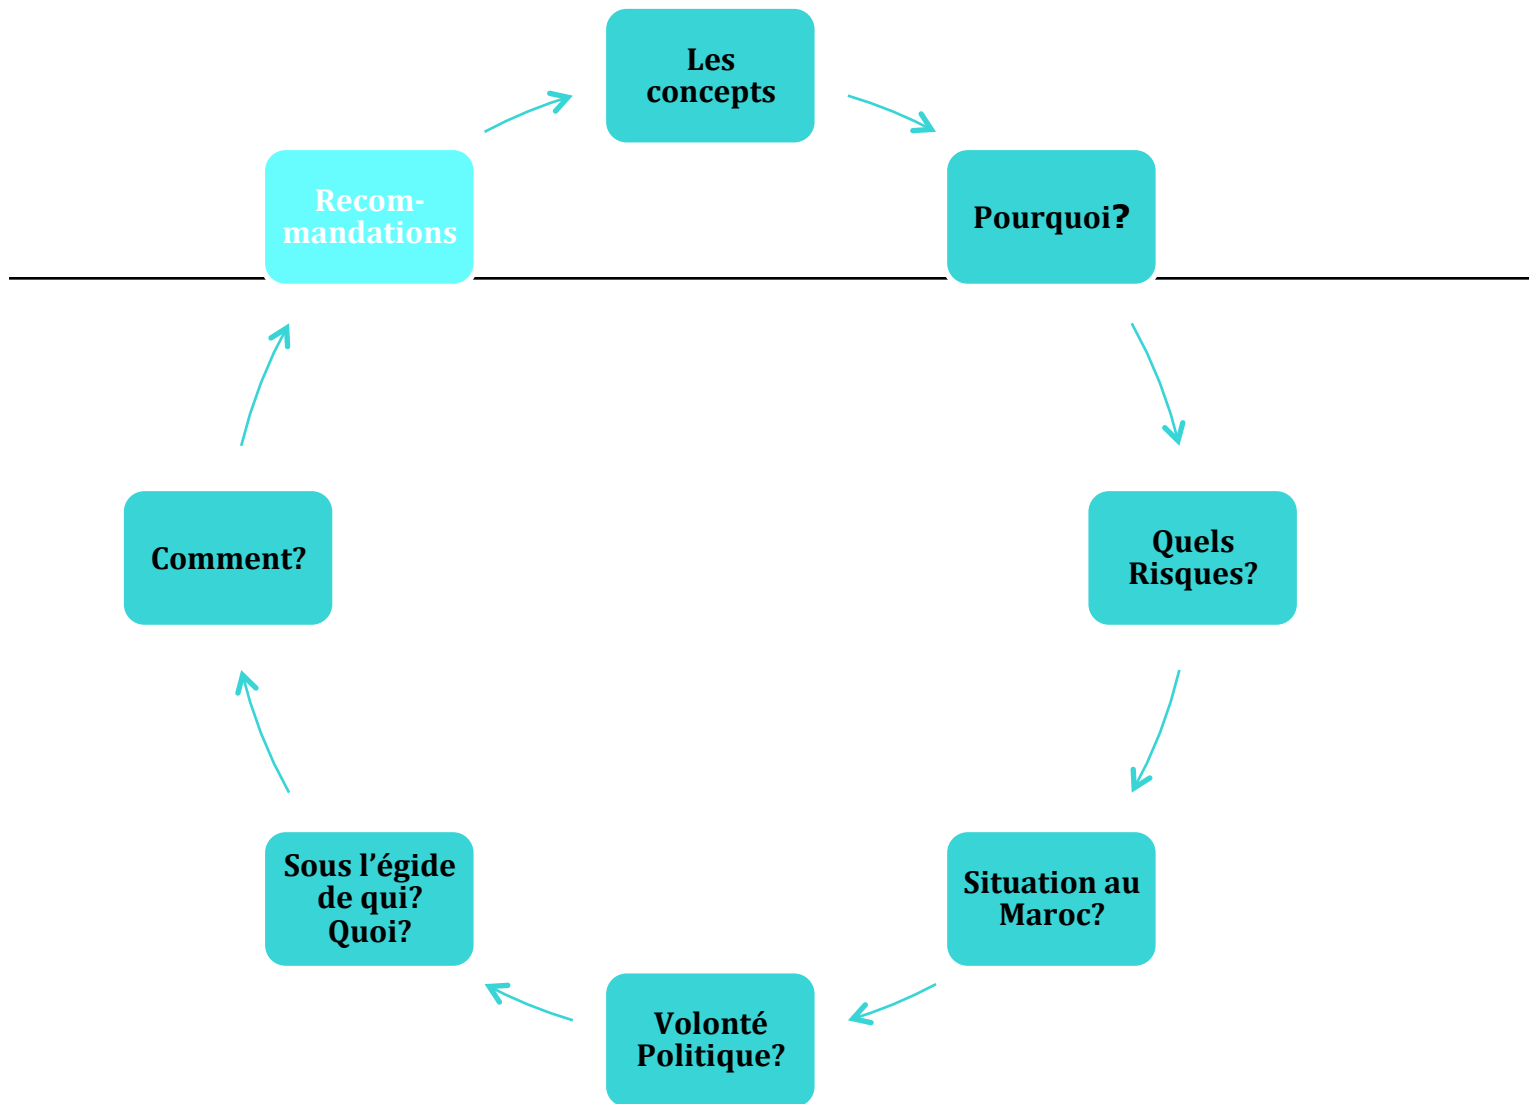 Les
concepts
Pourquoi?
Quels
Risques?
Situation au
Maroc?
Volonté
Politique?
Sous l’égide
de qui?
Quoi?
Comment?
Recom-
mandations